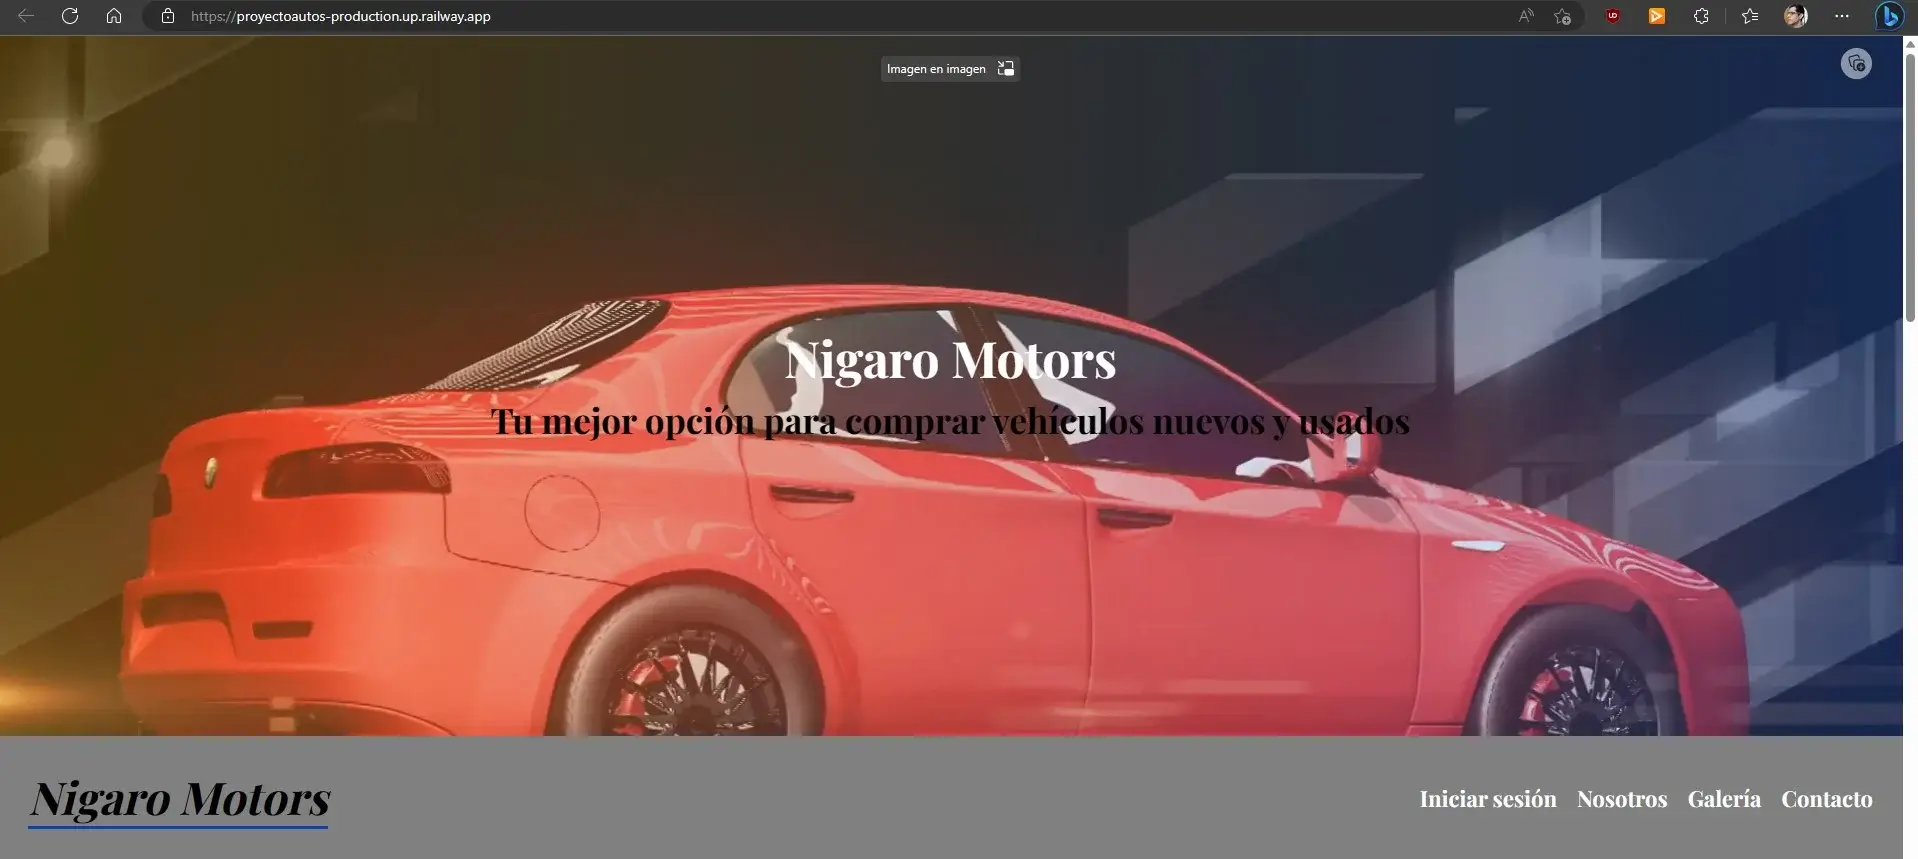 https://proyectoautos-production.up.railway.app
Imagen en imagen
Nigaro Motors
Tu mejor opción para comprar vehículos nuevos y usados
Nigaro Motors
Iniciar sesión Nosotros Galería Contacto